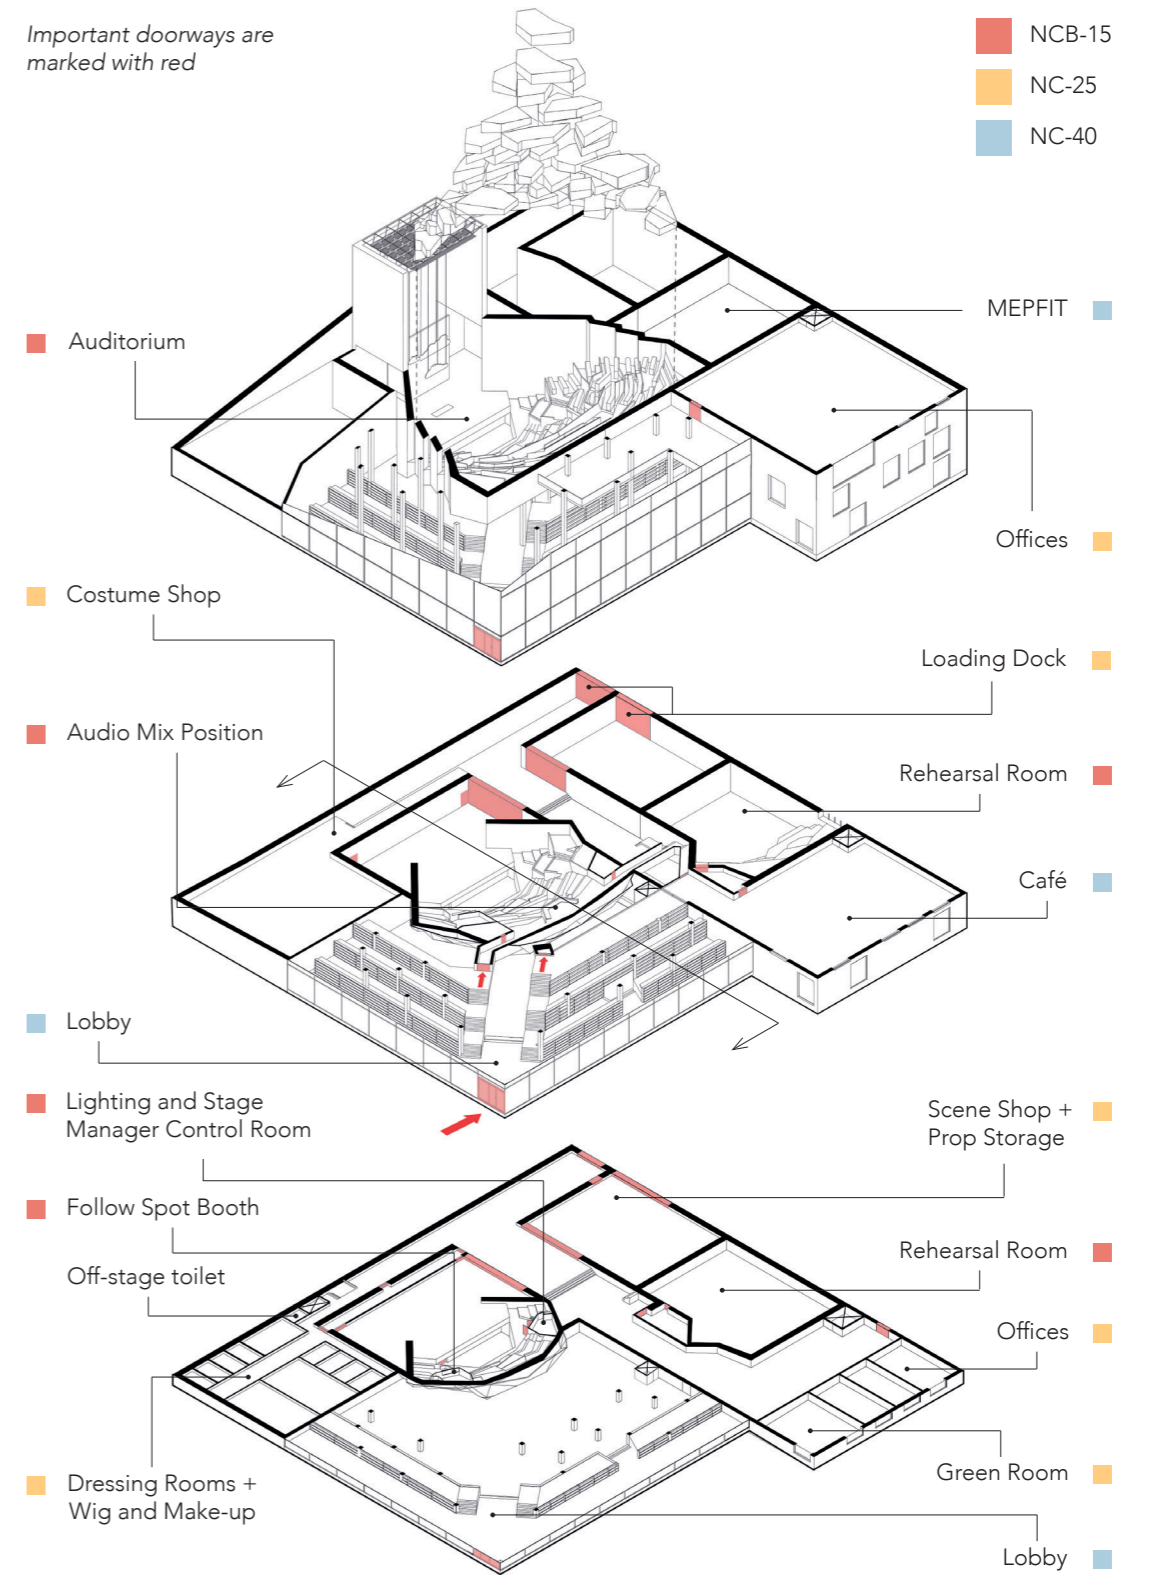 Important doorways are
marked with red
NCB-15
NC-25
NC-40
MEPFIT
Auditorium
Offices
Costume Shop
Loading Dock
Audio Mix Position
Rehearsal Room
Café
Lobby
Lighting and Stage
Manager Control Room
Scene Shop +
Prop Storage
Follow Spot Booth
Rehearsal Room
Off-stage toilet
Offices
Green Room
Dressing Rooms +
Wig and Make-up
Lobby